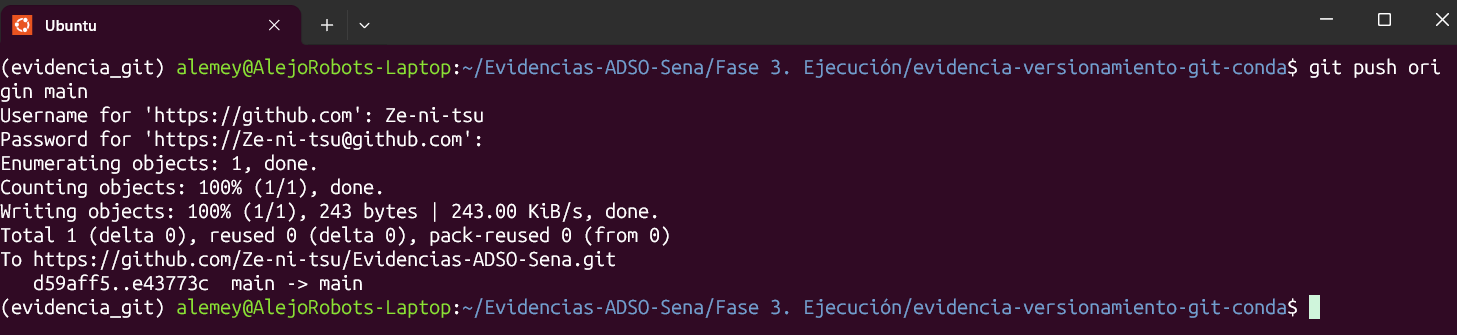 Ubuntu
(evidencia_git) alemey@AlejoRobots-Laptop:~/Evidencias-ADSO-Sena/Fase 3. Ejecución/evidencia-versionamiento-git-conda$ git push ori
gin main
Username for 'https://github.com': Ze-ni-tsu
Password for 'https://Ze-ni-tsu@github.com':
Enumerating objects: 1, done.
Counting objects: 100% (1/1), done.
Writing objects: 100% (1/1), 243 bytes | 243.00 KiB/s, done.
Total 1 (delta 0), reused 0 (delta 0), pack-reused 0 (from 0)
To https://github.com/Ze-ni-tsu/Evidencias-ADSO-Sena.git
   d59aff5..e43773c  main -> main
(evidencia_git) alemey@AlejoRobots-Laptop:~/Evidencias-ADSO-Sena/Fase 3. Ejecución/evidencia-versionamiento-git-conda$